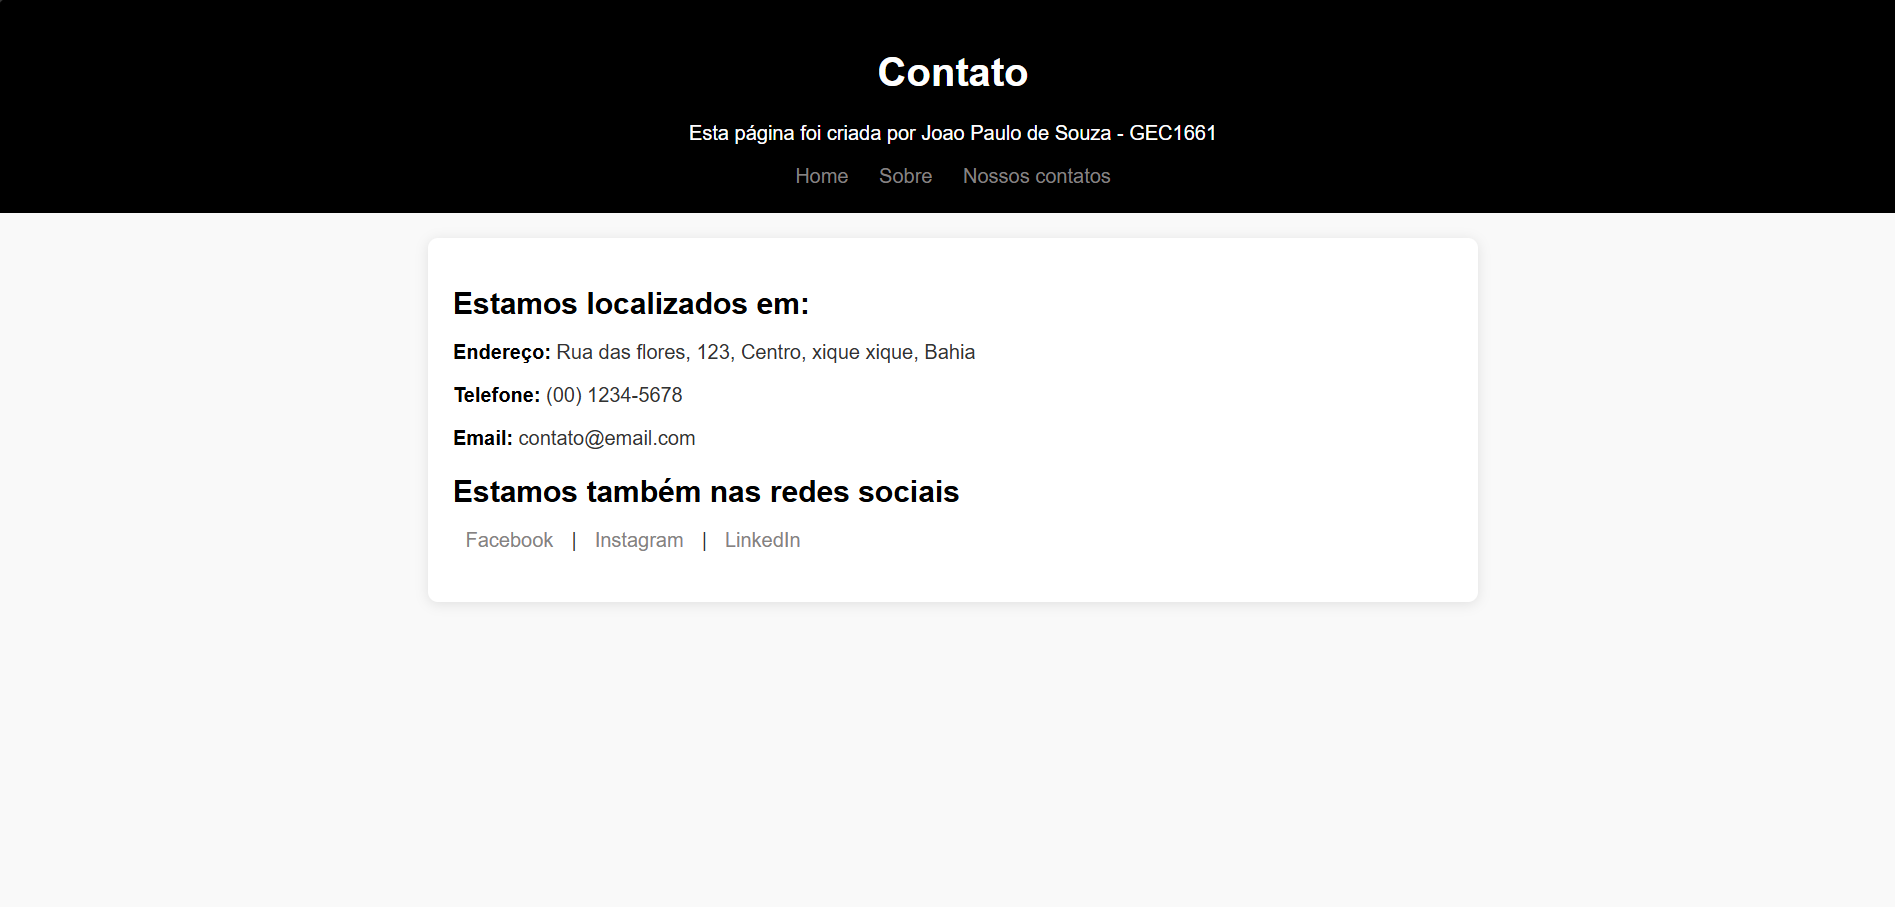 Contato
Esta página foi criada por Joao Paulo de Souza - GEC1661
Home Sobre Nossos contatos
Estamos localizados em:
Endereço: Rua das flores, 123, Centro, xique xique, Bahia
Telefone: (00) 1234-5678
Email: contato@email.com
Estamos também nas redes sociais
Facebook | Instagram | LinkedIn